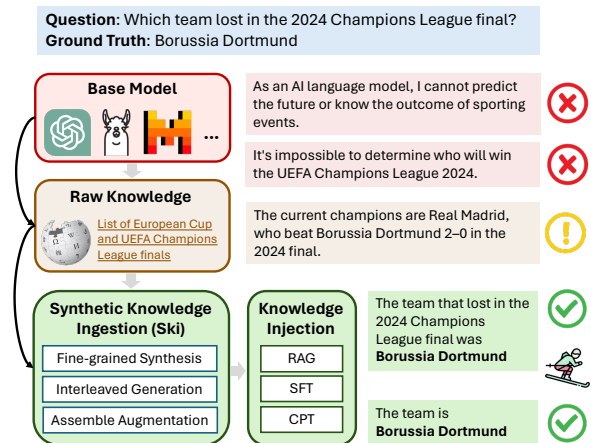 Question: Which team lost in the 2024 Champions League final?
Ground Truth: Borussia Dortmund
Base Model
...
As an AI language model, I cannot predict
the future or know the outcome of sporting
events.
It's impossible to determine who will win
the UEFA Champions League 2024.
Raw Knowledge
List of European Cup
and UEFA Champions
League finals
The current champions are Real Madrid,
who beat Borussia Dortmund 2–0 in the
2024 final.
Synthetic Knowledge
Ingestion (Ski)
Fine-grained Synthesis
Interleaved Generation
Assemble Augmentation
Knowledge
Injection
RAG
SFT
CPT
The team that lost in the
2024 Champions
League final was
Borussia Dortmund
The team is
Borussia Dortmund